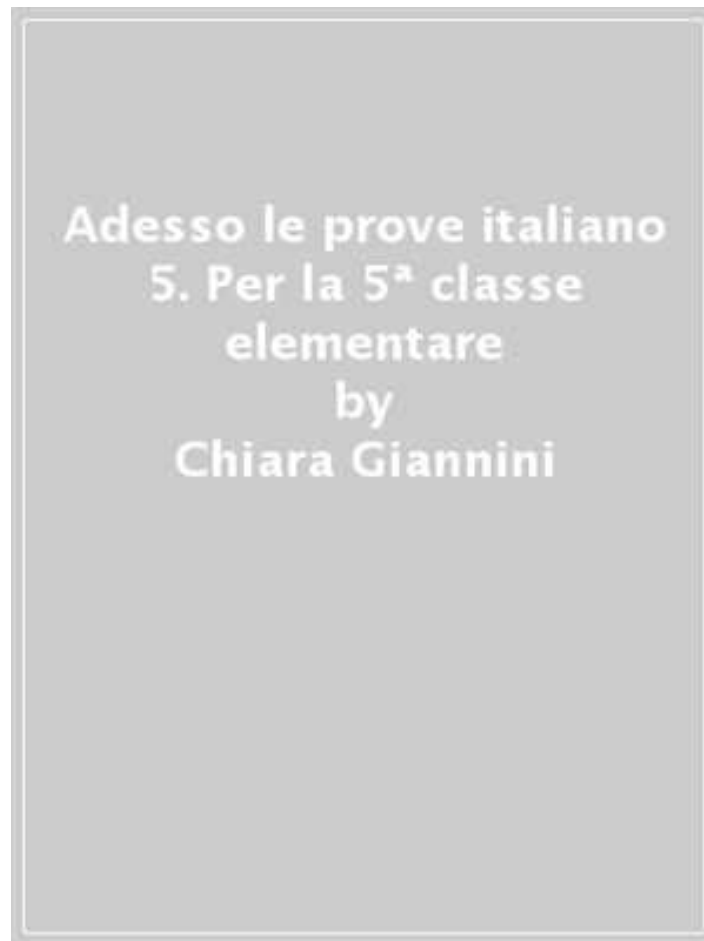 Adesso le prove italiano
5. Per la 5ª classe
elementare
by
Chiara Giannini